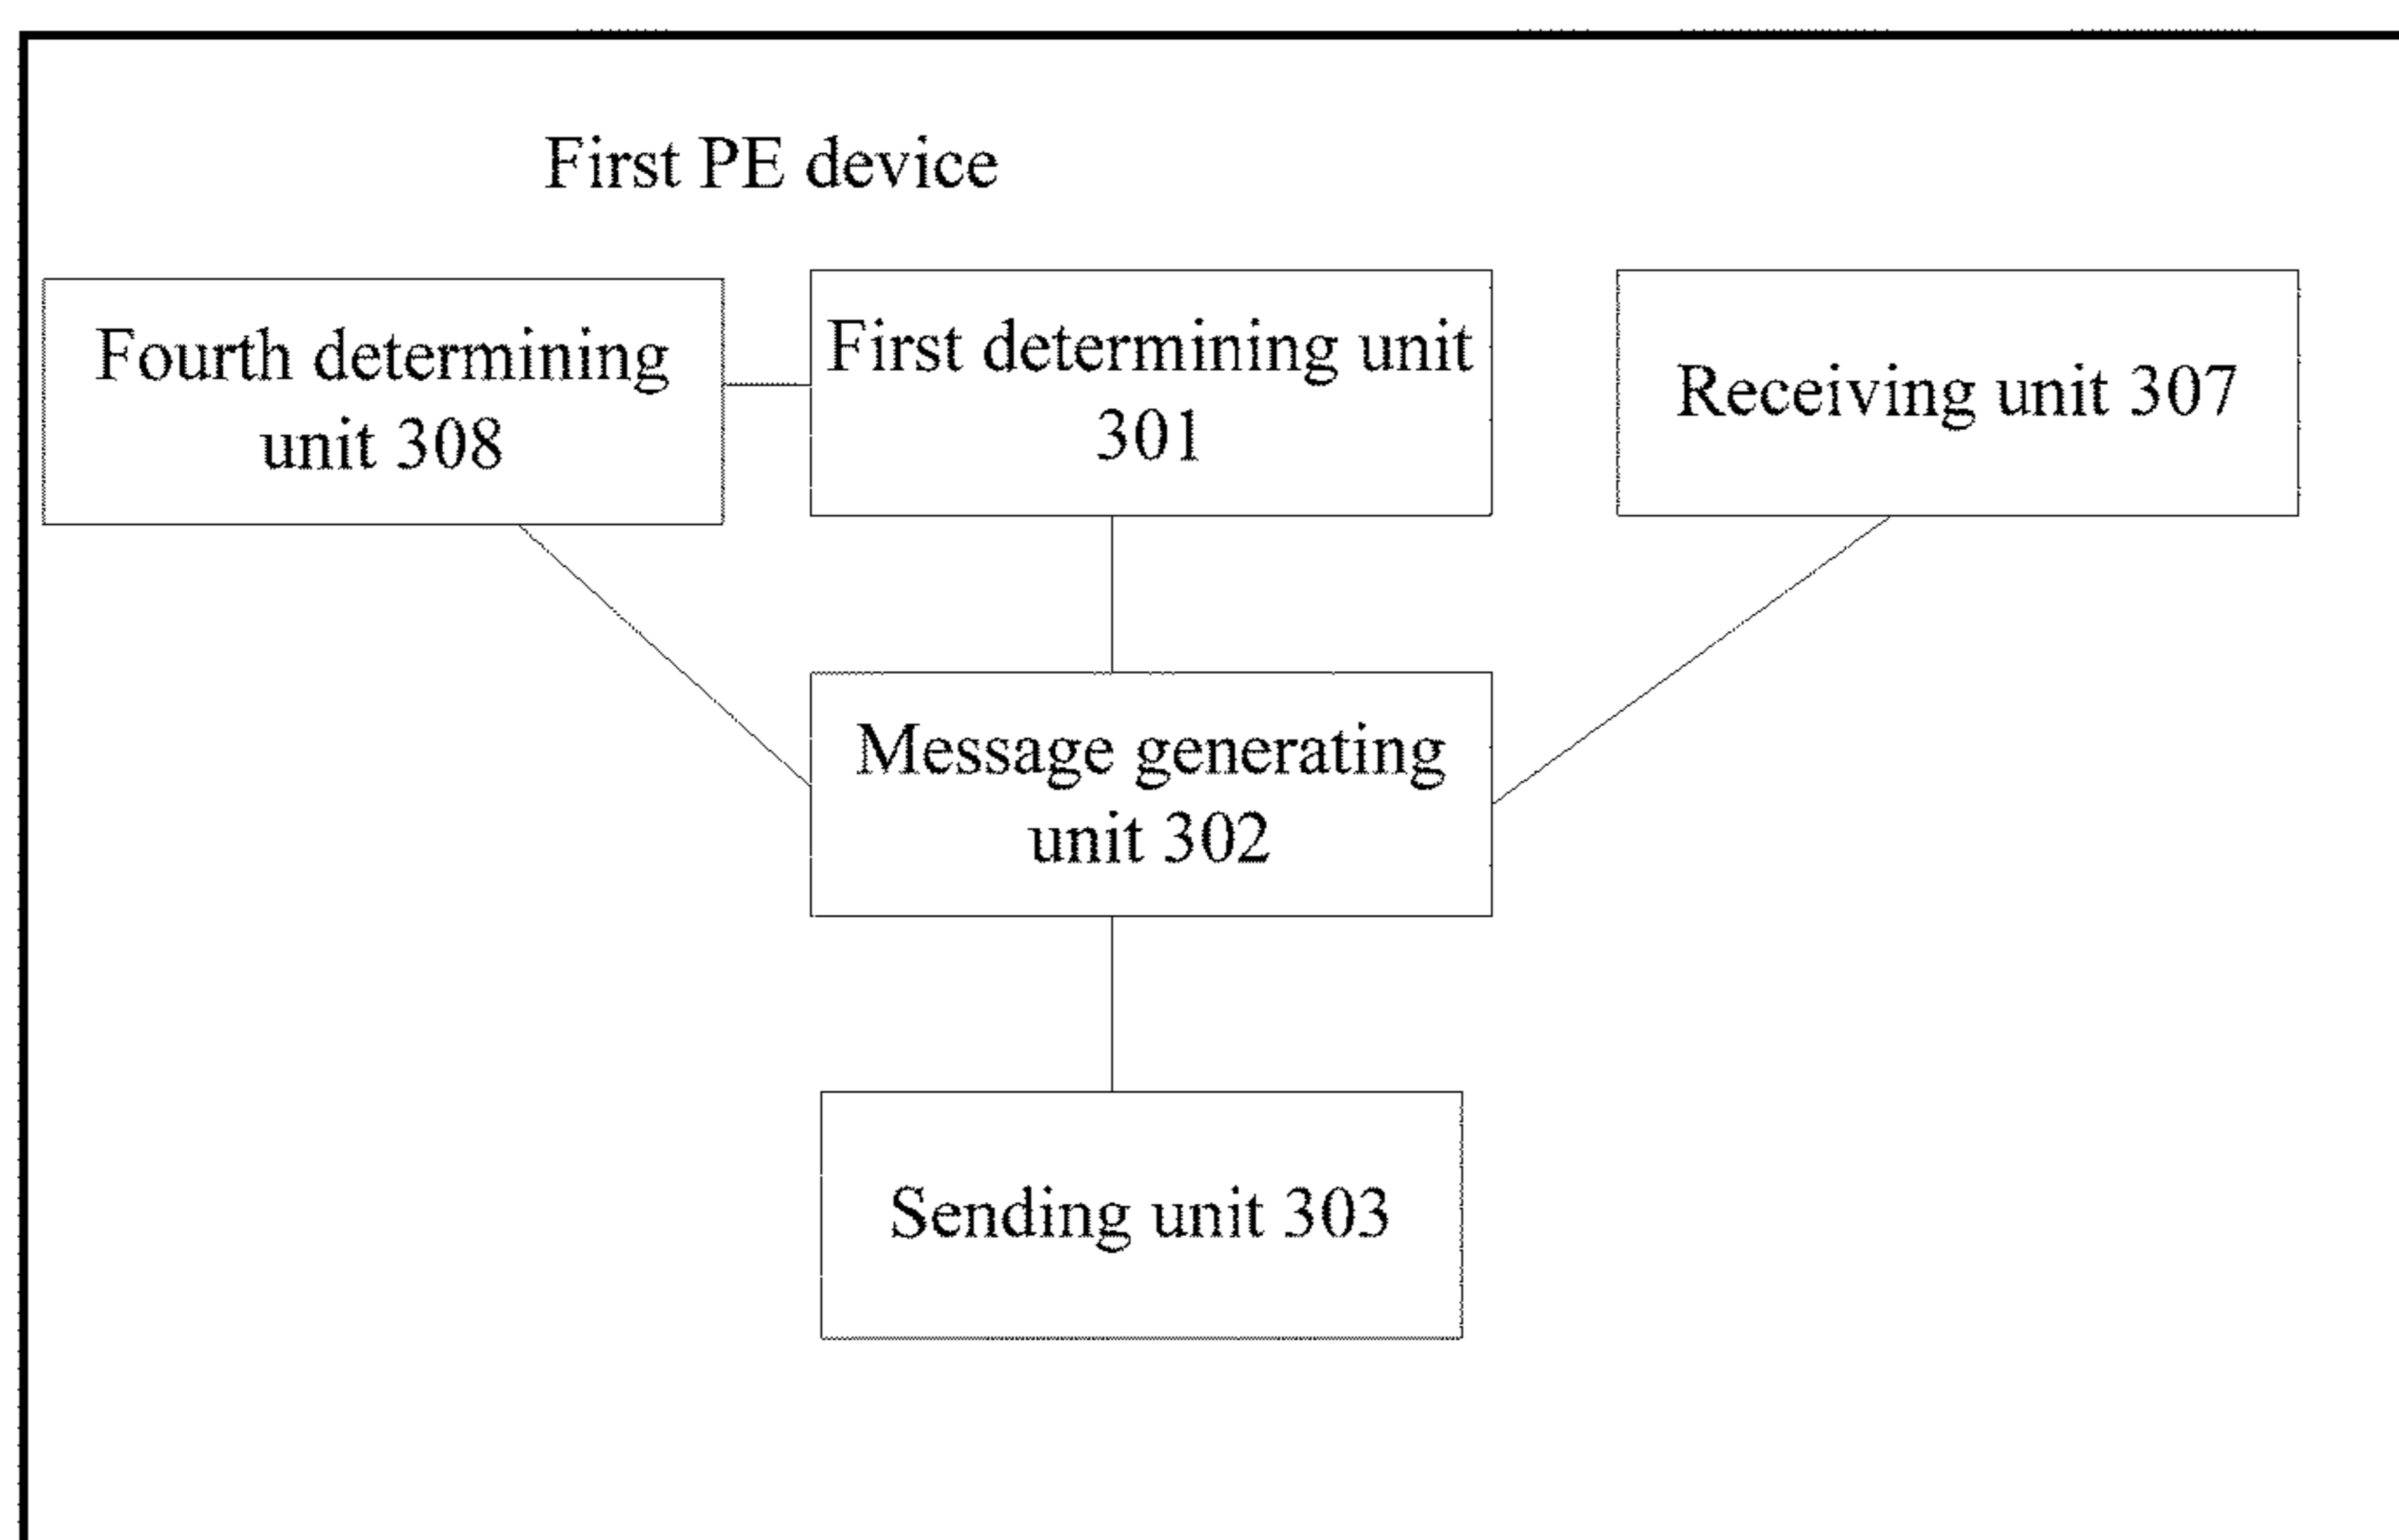 First PE device
Fourth determining
unit 308
First determining unit
301
Receiving unit 307
Message generating
unit 302
Sending unit 303